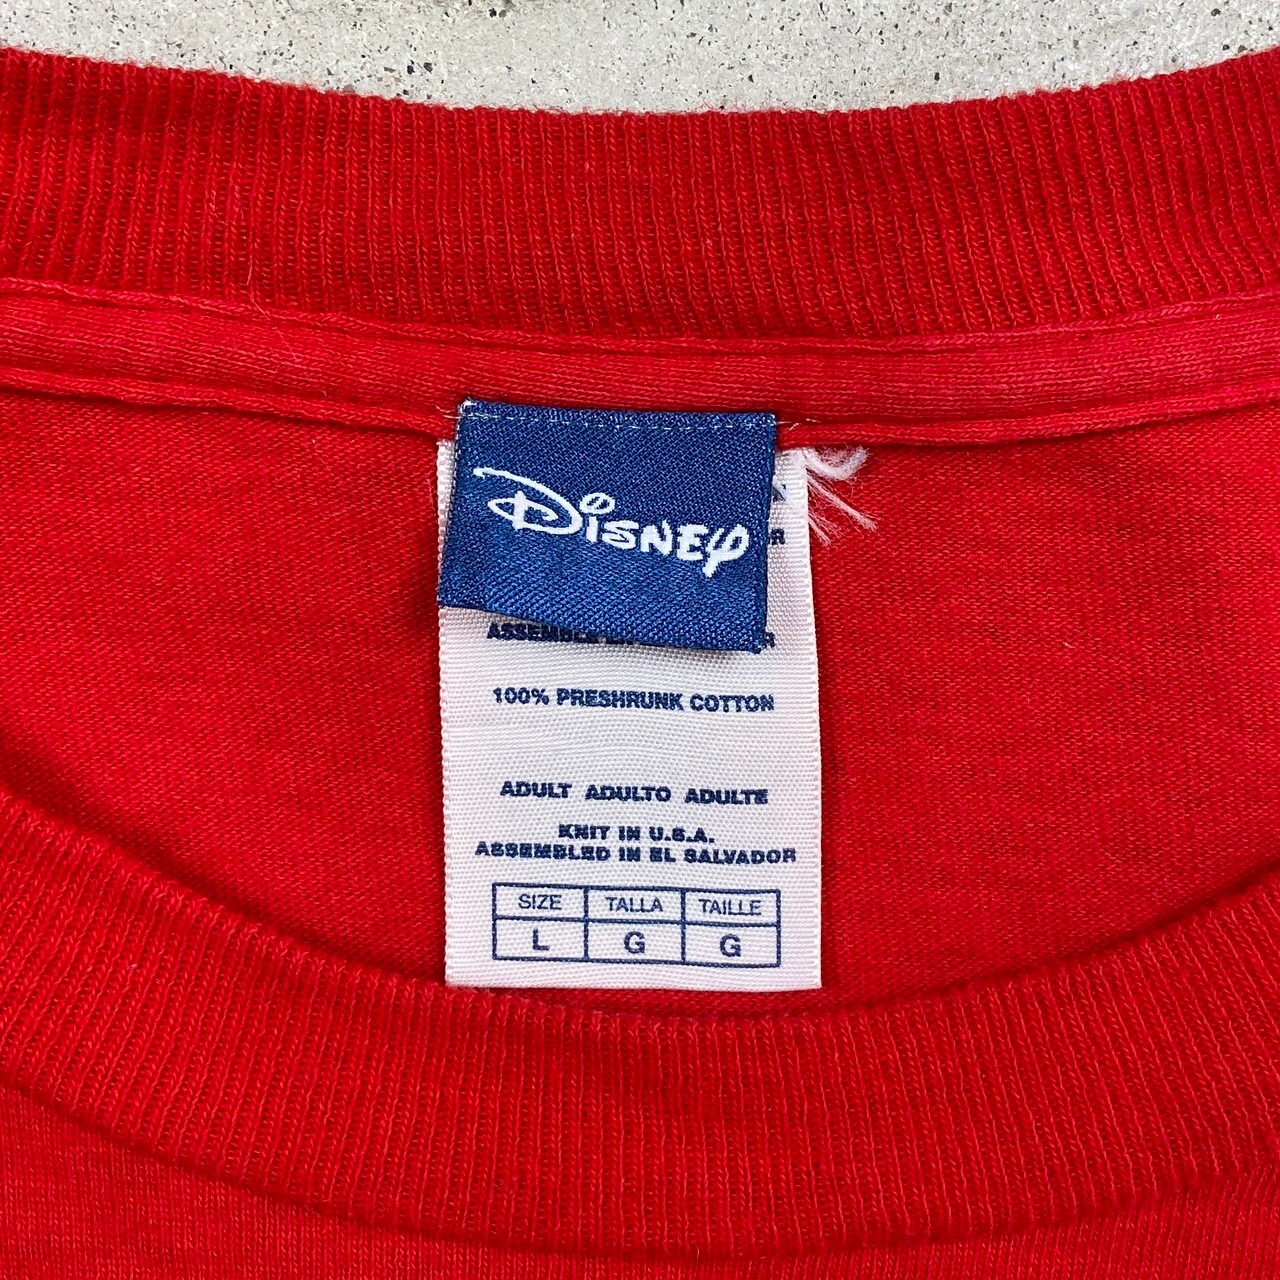 Disney
100% PRESHRUNK COTTON
ADULT ADULTO ADULTE
KNIT IN U.S.A.
ASSEMBLED IN EL SALVADOR
SIZE TALLA TAILLE
L G G